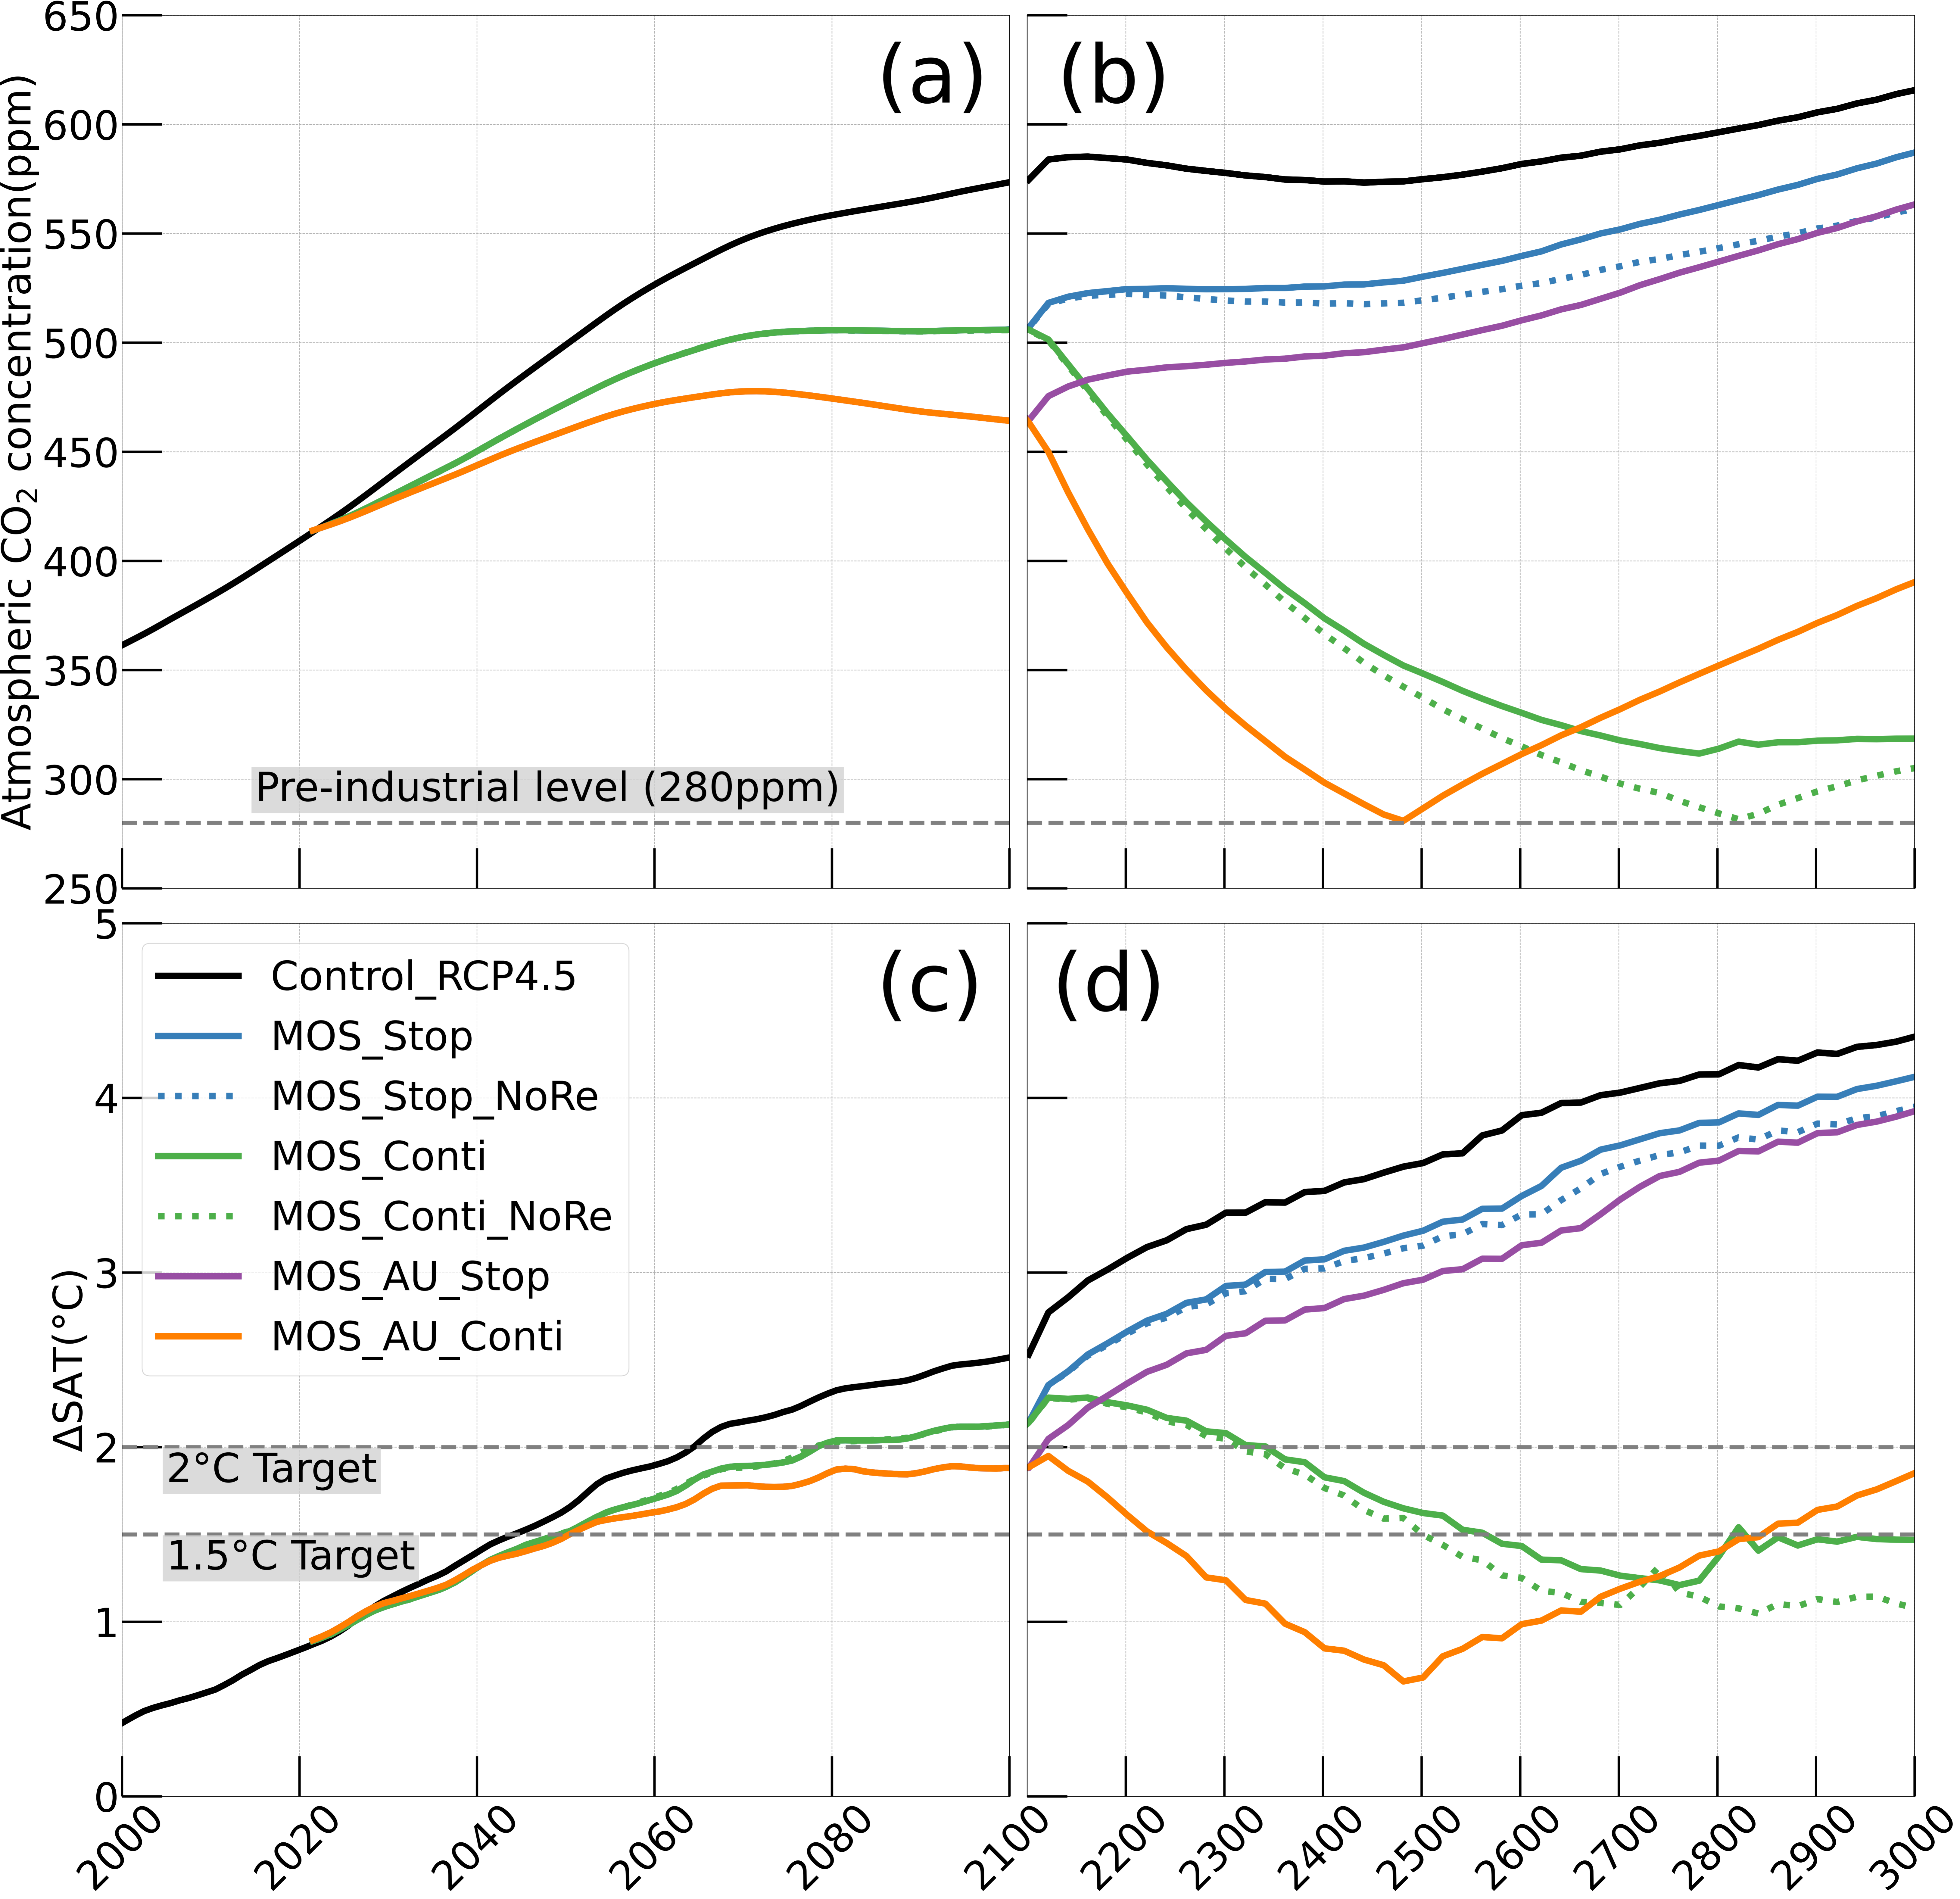 Atmospheric CO₂ concentration(ppm)
650
600
550
500
450
400
350
300
250
(a)
Pre-industrial level (280ppm)
(b)
ΔSAT(°C)
5
4
3
2
1
0
Control_RCP4.5
MOS_Stop
MOS_Stop_NoRe
MOS_Conti
MOS_Conti_NoRe
MOS_AU_Stop
MOS_AU_Conti
(c)
2°C Target
1.5°C Target
(d)
2000 2020 2040 2060 2080 2100 2200 2300 2400 2500 2600 2700 2800 2900 3000